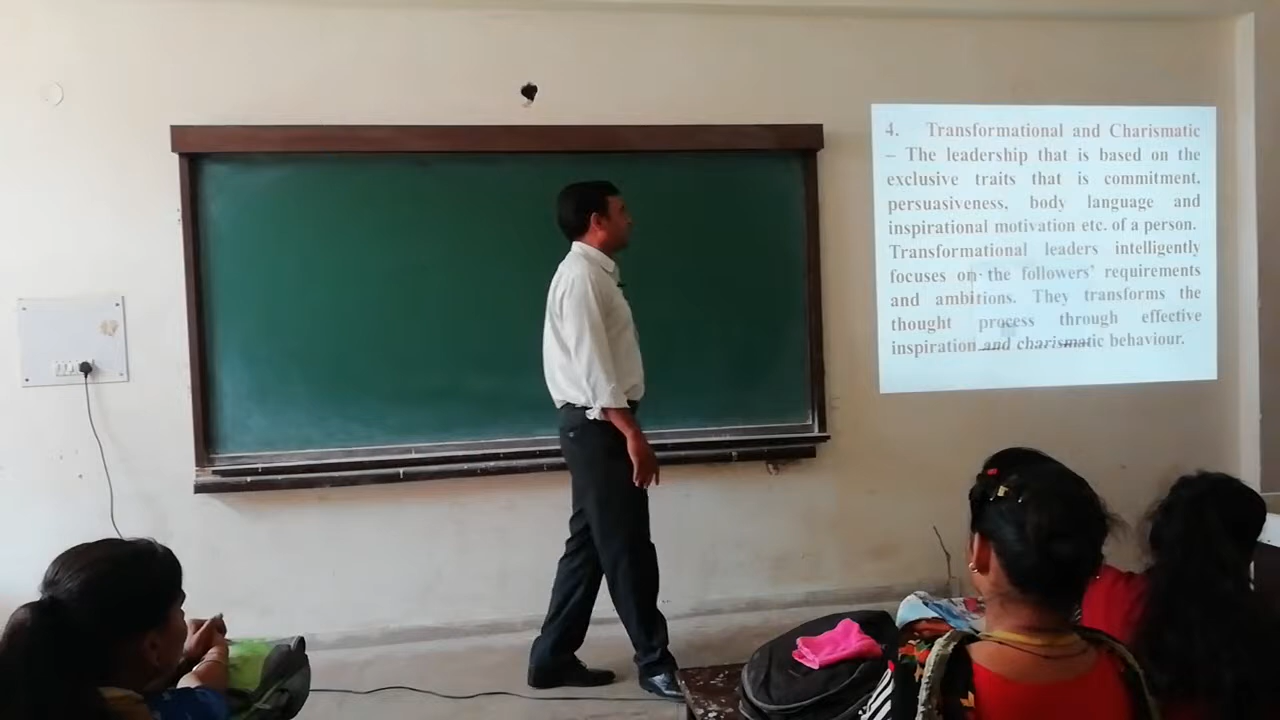 4. Transformational and Charismatic
– The leadership that is based on the
exclusive traits that is commitment,
persuasiveness, body language and
inspirational motivation etc. of a person.
Transformational leaders intelligently
focuses on the followers' requirements
and ambitions. They transforms the
thought process through effective
inspiration and charismatic behaviour.